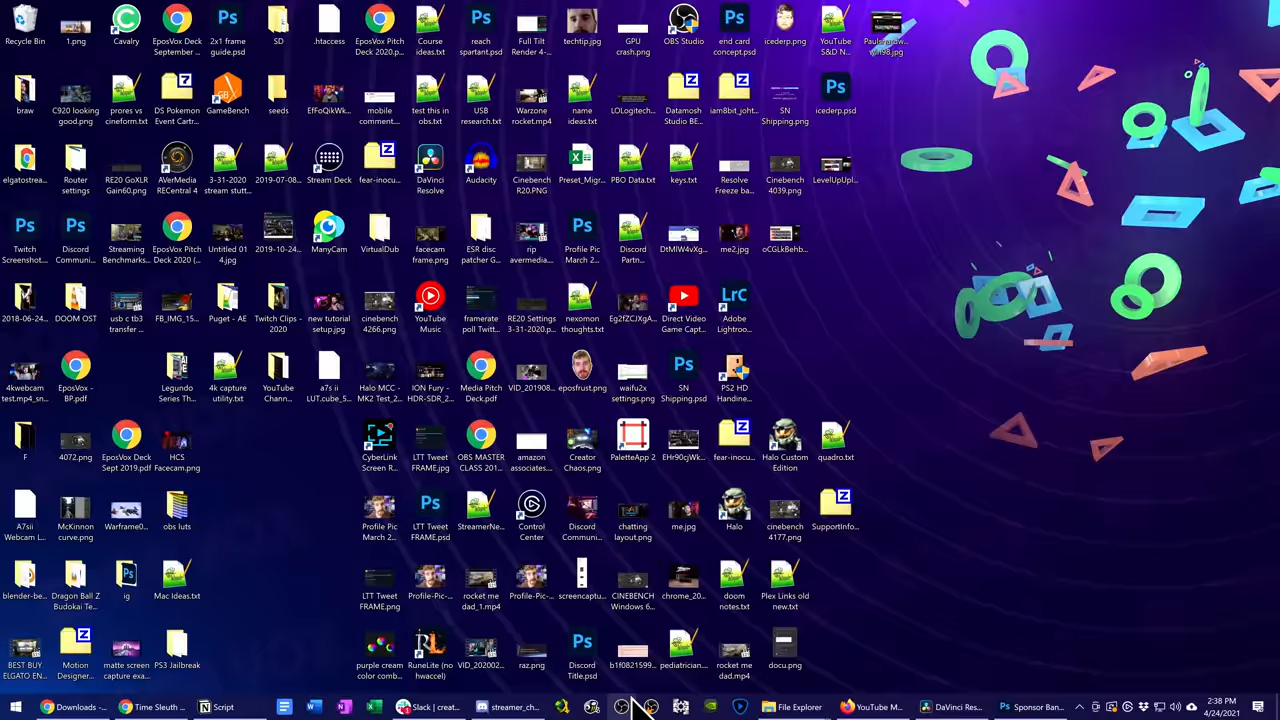 Recycle Bin
1.png
Cavalry
EposVox Deck September ...
2x1 frame guide.psd
SD
.htaccess
EposVox Pitch Deck 2020.p...
Course ideas.txt
reach spartant.psd
Full Tilt Render 4-...
techtip.jpg
GPU crash.png
OBS Studio
end card concept.psd
icederp.png
YouTube S&D N...
braw
C920 looking good.png
prores vs cineform.txt
DS Pokemon Event Cartr...
GameBench
seeds
EfFoQikWk...
mobile comment...
test this in obs.txt
USB research.txt
Warzone rocket.mp4
name ideas.txt
LOLogitech...
Datamosh Studio BE...
iam8bit_joht...
SN Shipping.png
icederp.psd
elgatostrea...
Router settings
RE20 GoXLR Gain60.png
AVerMedia RECentral 4
3-31-2020 stream stutt...
2019-07-08...
Stream Deck
fear-inocu...
DaVinci Resolve
Audacity
Cinebench R20.PNG
Preset_Migr...
PBO Data.txt
keys.txt
Resolve Freeze ba...
Cinebench 4039.png
LevelUpUpl...
Twitch Screenshot...
Discord Communi...
Streaming Benchmarks...
EposVox Pitch Deck 2020 (...
Untitled 01 4.jpg
2019-10-24...
ManyCam
VirtualDub
facecam frame.png
ESR disc patcher G...
rip avermedia...
Profile Pic March 2...
Discord Partn...
DtMlW4vXg...
me2.jpg
oCGLkBehb...
2018-06-24...
DOOM OST
usb c tb3 transfer ...
FB_IMG_15...
Puget - AE
Twitch Clips - 2020
new tutorial setup.jpg
cinebench 4266.png
YouTube Music
framerate poll Twitt...
RE20 Settings 3-31-2020.p...
nexomon thoughts.txt
Eg2fZCJXgA...
Direct Video Game Capt...
Adobe Lightroo...
4kwebcam test.mp4_sn...
EposVox - BP.pdf
Legundo Series Th...
4k capture utility.txt
YouTube Chann...
a7s ii LUT.cube_5...
Halo MCC - MK2 Test_2...
ION Fury - HDR-SDR_2...
Media Pitch Deck.pdf
VID_201908...
eposfrust.png
waifu2x settings.png
SN Shipping.psd
PS2 HD Handine...
F
4072.png
EposVox Deck Sept 2019.pdf
HCS Facecam.png
CyberLink Screen R...
LTT Tweet FRAME.jpg
OBS MASTER CLASS 201...
amazon associates...
Creator Chaos.png
PaletteApp 2
EHr90cjWk...
fear-inocu...
Halo Custom Edition
quadro.txt
A7sii Webcam L...
McKinnon curve.png
Warframe0...
obs luts
Profile Pic March 2...
LTT Tweet FRAME.psd
StreamerNe...
Control Center
Discord Communi...
chatting layout.png
me.jpg
Halo
cinebench 4177.png
SupportInfo...
blender-be...
Dragon Ball Z Budokai Te...
ig
Mac Ideas.txt
LTT Tweet FRAME.png
Profile-Pic-...
rocket me dad_1.mp4
Profile-Pic-...
screencaptu...
CINEBENCH Windows 6...
chrome_20...
doom notes.txt
Plex Links old new.txt
BEST BUY ELGATO EN...
Motion Designer...
matte screen capture exa...
PS3 Jailbreak
purple cream color comb...
RuneLite (no hwaccel)
VID_202002...
raz.png
Discord Title.psd
b1f0821599...
pediatrician....
rocket me dad.mp4
docu.png
Downloads -...
Time Sleuth ...
Script
Slack | creat...
streamer_ch...
File Explorer
YouTube M...
DaVinci Res...
Sponsor Ban...
2:38 PM
4/24/2021